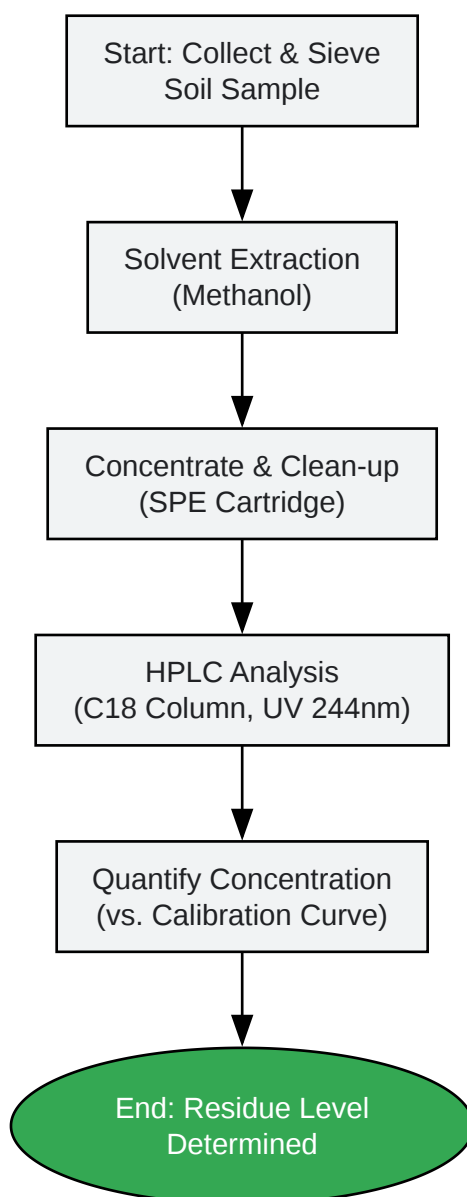 Start: Collect & Sieve
Soil Sample
Solvent Extraction
(Methanol)
Concentrate & Clean-up
(SPE Cartridge)
HPLC Analysis
(C18 Column, UV 244nm)
Quantify Concentration
(vs. Calibration Curve)
End: Residue Level
Determined